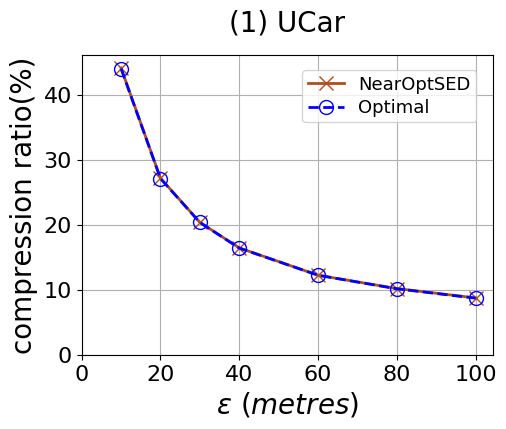 (1) UCar
compression ratio(%)
40
30
20
10
0
NearOptSED
Optimal
0 20 40 60 80 100
ε (metres)